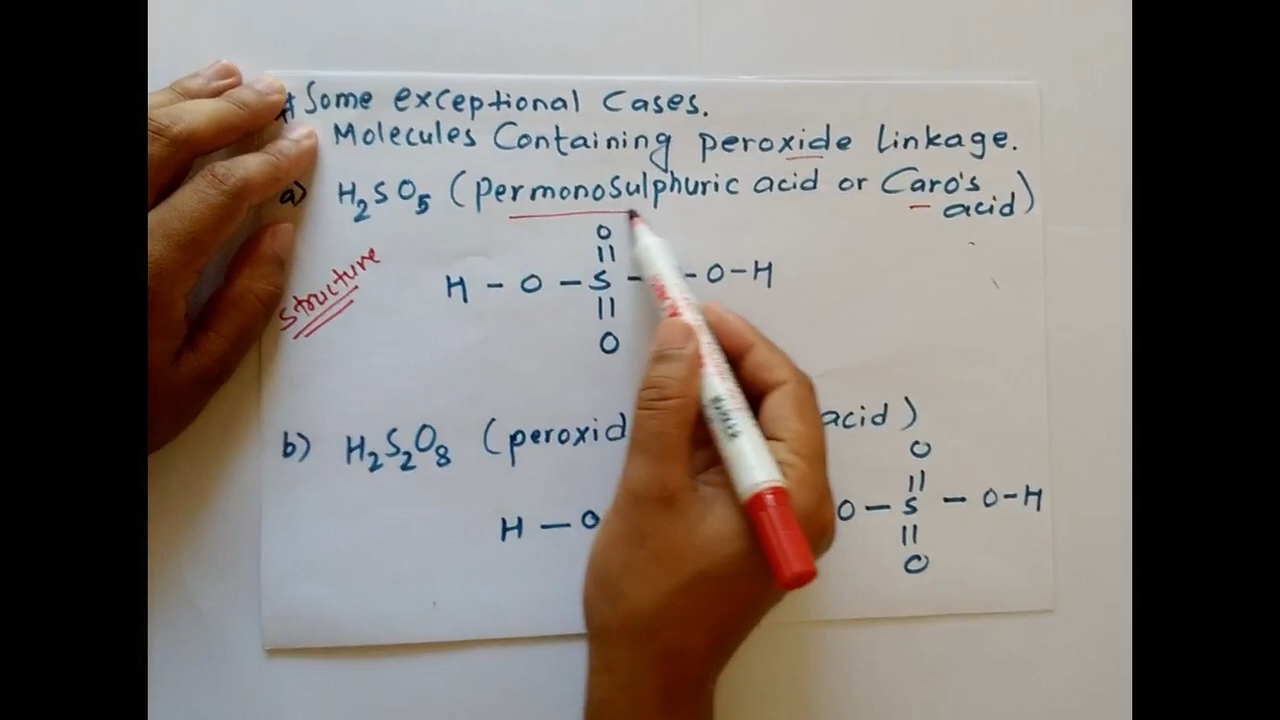 # Some exceptional Cases.
Molecules Containing peroxide Linkage.
a) H₂SO₅ (permonosulphuric acid or Caro's
acid)
Structure
O
||
H - O - S - - O - H
||
O
b) H₂S₂O₈ (peroxid acid)
O
||
H - O O - S - O - H
||
O